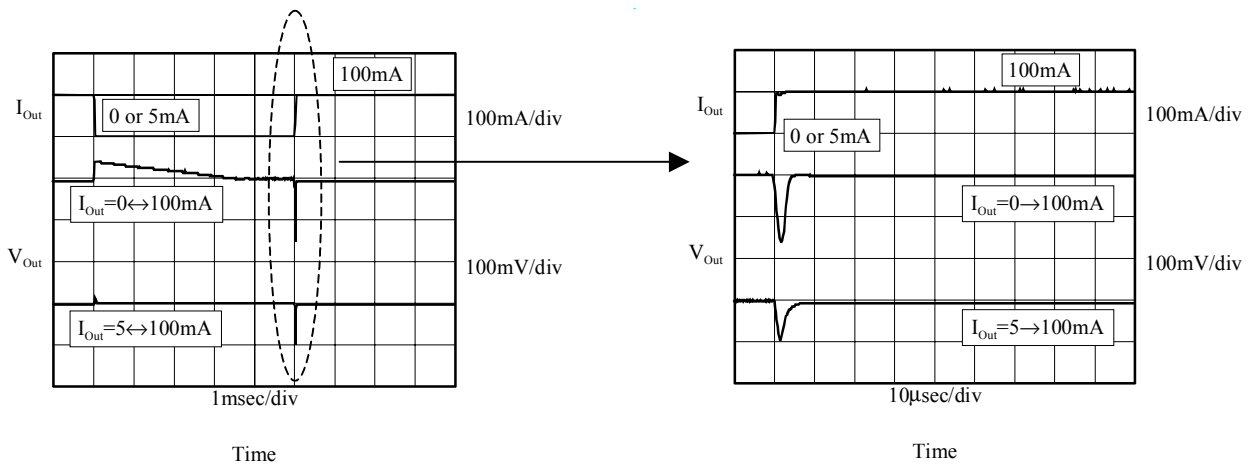 100mA
I_Out
0 or 5mA
100mA/div
I_Out=0↔100mA
V_Out
100mV/div
I_Out=5↔100mA
1msec/div
Time
100mA
I_Out
0 or 5mA
100mA/div
I_Out=0→100mA
V_Out
100mV/div
I_Out=5→100mA
10μsec/div
Time